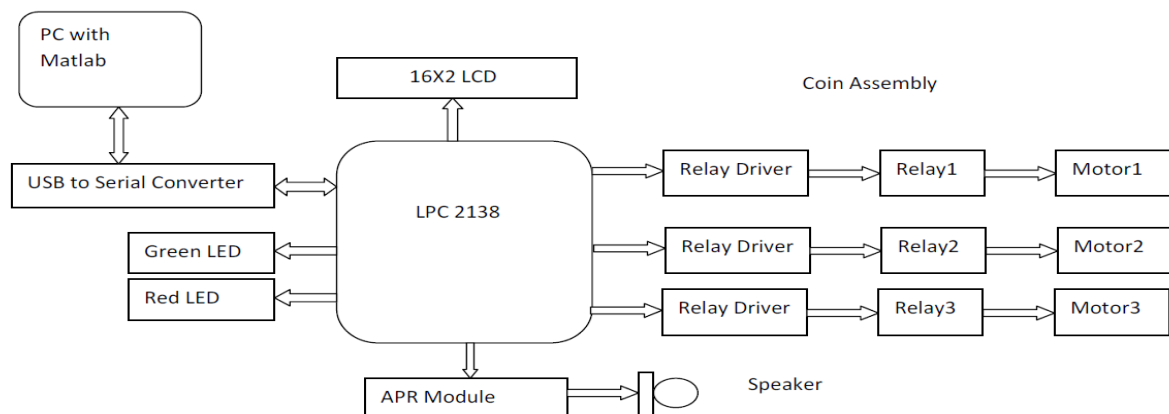 PC with
Matlab
16X2 LCD
Coin Assembly
USB to Serial Converter
LPC 2138
Relay Driver
Relay1
Motor1
Green LED
Relay Driver
Relay2
Motor2
Red LED
Relay Driver
Relay3
Motor3
APR Module
Speaker